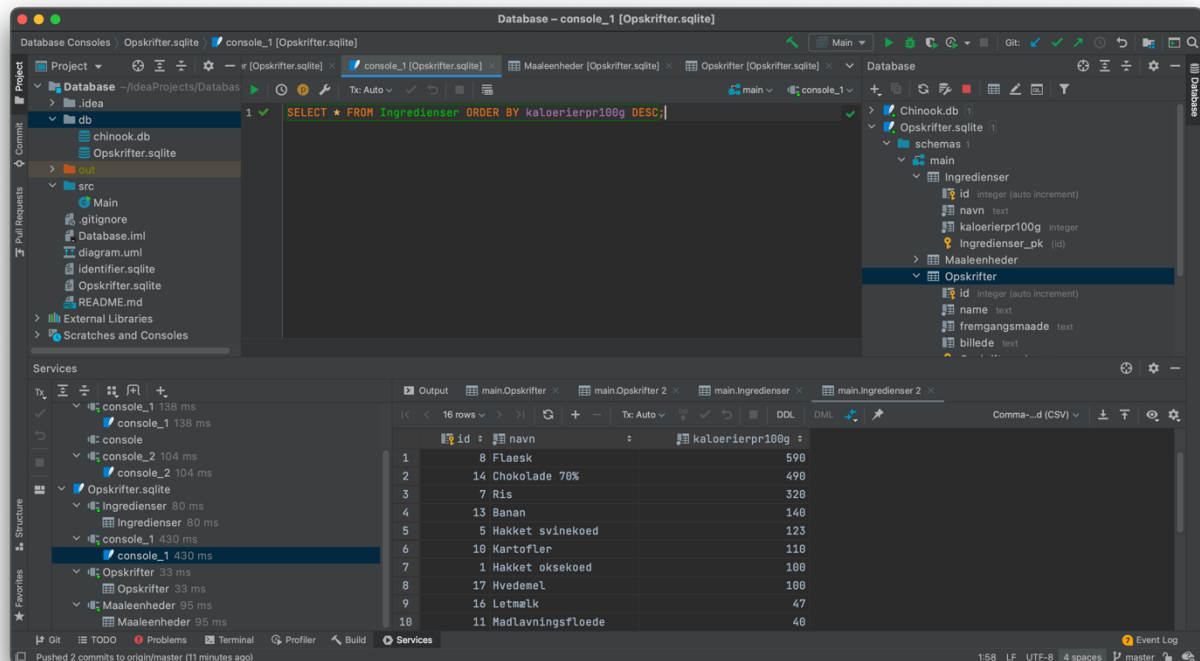 Database – console_1 [Opskrifter.sqlite]
Database Consoles › Opskrifter.sqlite › console_1 [Opskrifter.sqlite]
Main
Git:
Project
er [Opskrifter.sqlite]
console_1 [Opskrifter.sqlite]
Maaleenheder [Opskrifter.sqlite]
Opskrifter [Opskrifter.sqlite]
Database
Tx: Auto
main
console_1
Project
Commit
Pull Requests
Structure
Favorites
Database
Database ~/IdeaProjects/Databas
.idea
db
chinook.db
Opskrifter.sqlite
out
src
Main
.gitignore
Database.iml
diagram.uml
identifier.sqlite
Opskrifter.sqlite
README.md
External Libraries
Scratches and Consoles
1 SELECT * FROM Ingredienser ORDER BY kaloerierpr100g DESC;
Chinook.db 1
Opskrifter.sqlite 1
schemas 1
main
Ingredienser
id integer (auto increment)
navn text
kaloerierpr100g integer
Ingredienser_pk (id)
Maaleenheder
Opskrifter
id integer (auto increment)
name text
fremgangsmaade text
billede text
Services
Tx
console_1 138 ms
console_1 138 ms
console
console_2 104 ms
console_2 104 ms
Opskrifter.sqlite
Ingredienser 80 ms
Ingredienser 80 ms
console_1 430 ms
console_1 430 ms
Opskrifter 33 ms
Opskrifter 33 ms
Maaleenheder 95 ms
Maaleenheder 95 ms
Output
main.Opskrifter
main.Opskrifter 2
main.Ingredienser
main.Ingredienser 2
16 rows
Tx: Auto
DDL
DML
Comma-...d (CSV)
id navn kaloerierpr100g
1 8 Flaesk 590
2 14 Chokolade 70% 490
3 7 Ris 320
4 13 Banan 140
5 5 Hakket svinekoed 123
6 10 Kartofler 110
7 1 Hakket oksekoed 100
8 17 Hvedemel 100
9 16 Letmælk 47
10 11 Madlavningsfloede 40
Git
TODO
Problems
Terminal
Profiler
Build
Services
7 Event Log
Pushed 2 commits to origin/master (11 minutes ago)
1:58 LF UTF-8 4 spaces master